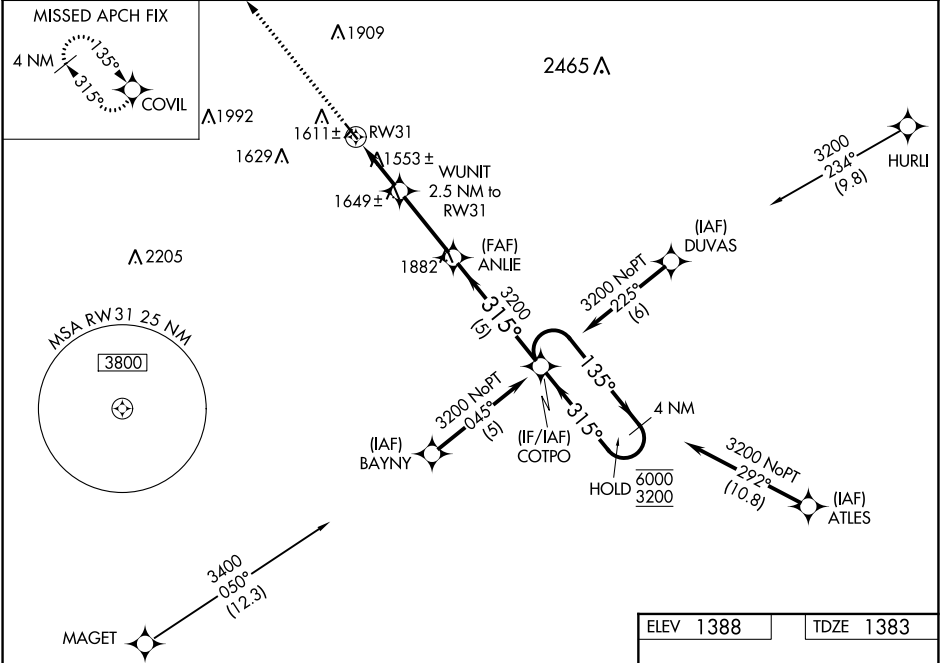 MISSED APCH FIX
4 NM
135°
315°
COVIL
1909
2465
1992
1611±
RW31
1629
1553 ±
WUNIT
2.5 NM to
RW31
1649±
3200
234°
(9.8)
HURLI
2205
(FAF)
ANLIE
1882
(IAF)
DUVAS
3200 NoPT
225°
(6)
3200
315°
(5)
MSA RW31 25 NM
3800
135°
315°
4 NM
3200 NoPT
045°
(5)
(IAF)
BAYNY
(IF/IAF)
COTPO
HOLD
6000
3200
3200 NoPT
292°
(10.8)
(IAF)
ATLES
3400
050°
(12.3)
MAGET
ELEV 1388
TDZE 1383